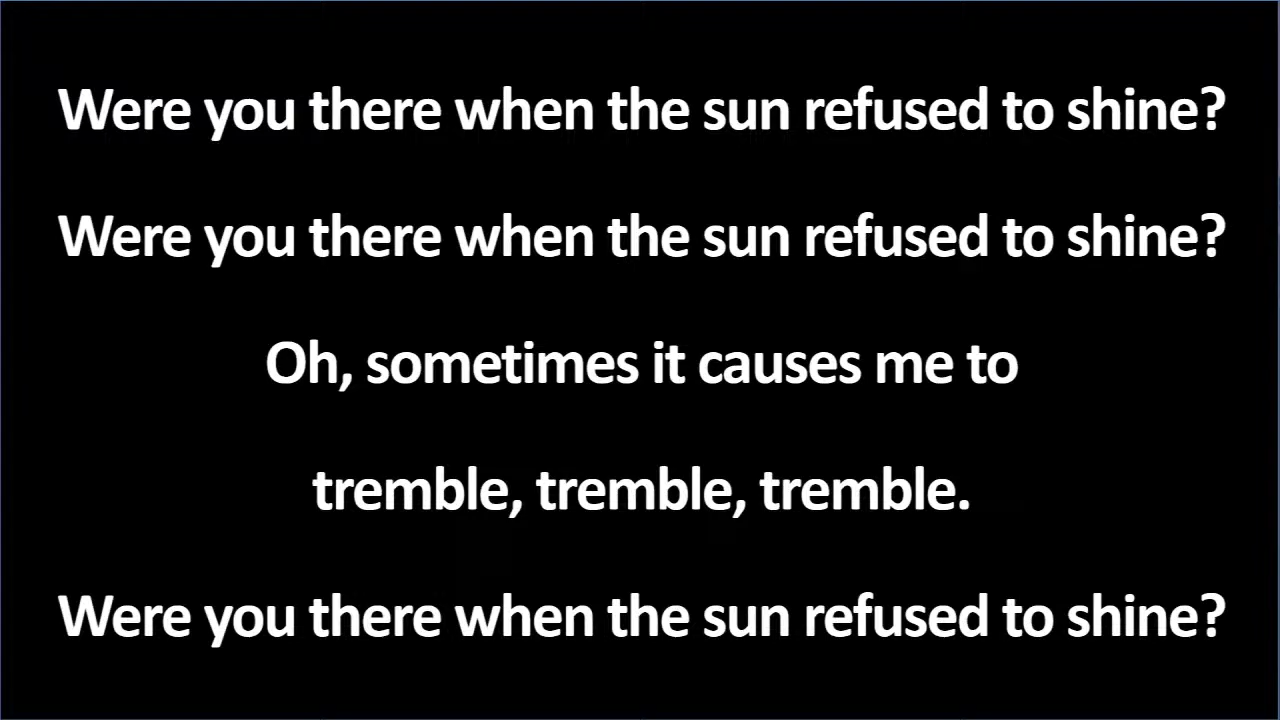 Were you there when the sun refused to shine?
Were you there when the sun refused to shine?
Oh, sometimes it causes me to
tremble, tremble, tremble.
Were you there when the sun refused to shine?